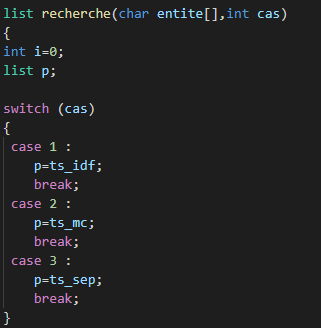 list recherche(char entite[],int cas)
{
int i=0;
list p;
switch (cas)
{
case 1 :
p=ts_idf;
break;
case 2 :
p=ts_mc;
break;
case 3 :
p=ts_sep;
break;
}